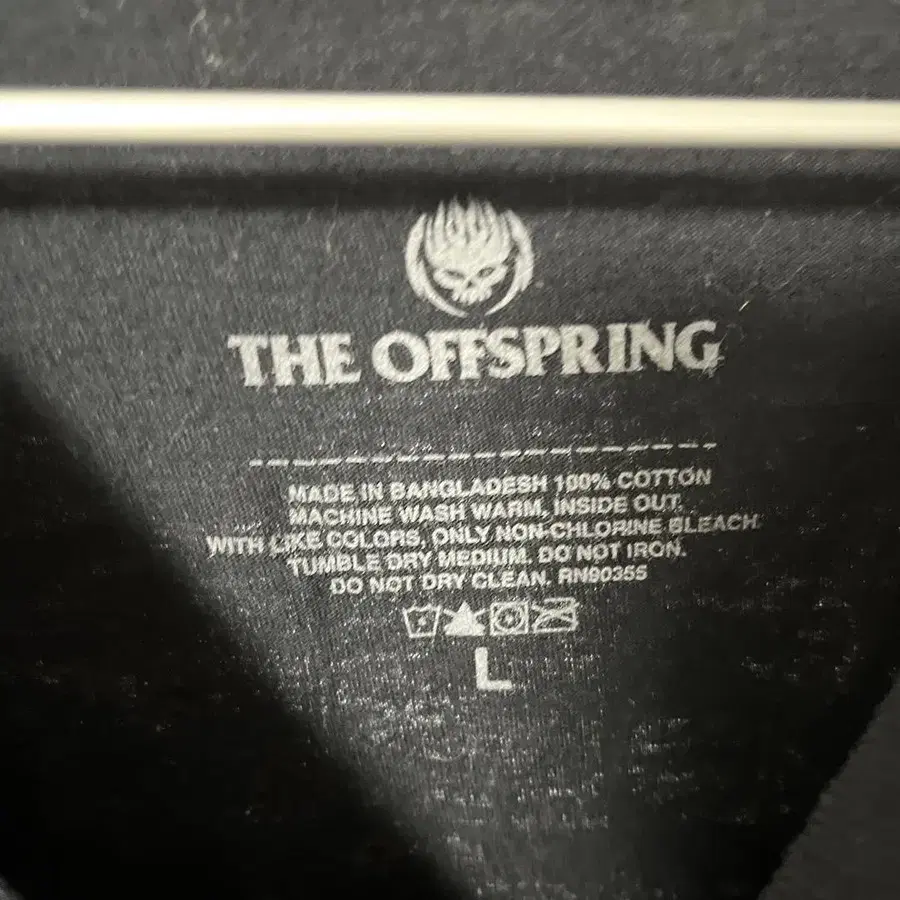 THE OFFSPRING
MADE IN BANGLADESH 100% COTTON
MACHINE WASH WARM, INSIDE OUT,
WITH LIKE COLORS, ONLY NON-CHLORINE BLEACH.
TUMBLE DRY MEDIUM. DO NOT IRON.
DO NOT DRY CLEAN. RN90355
L